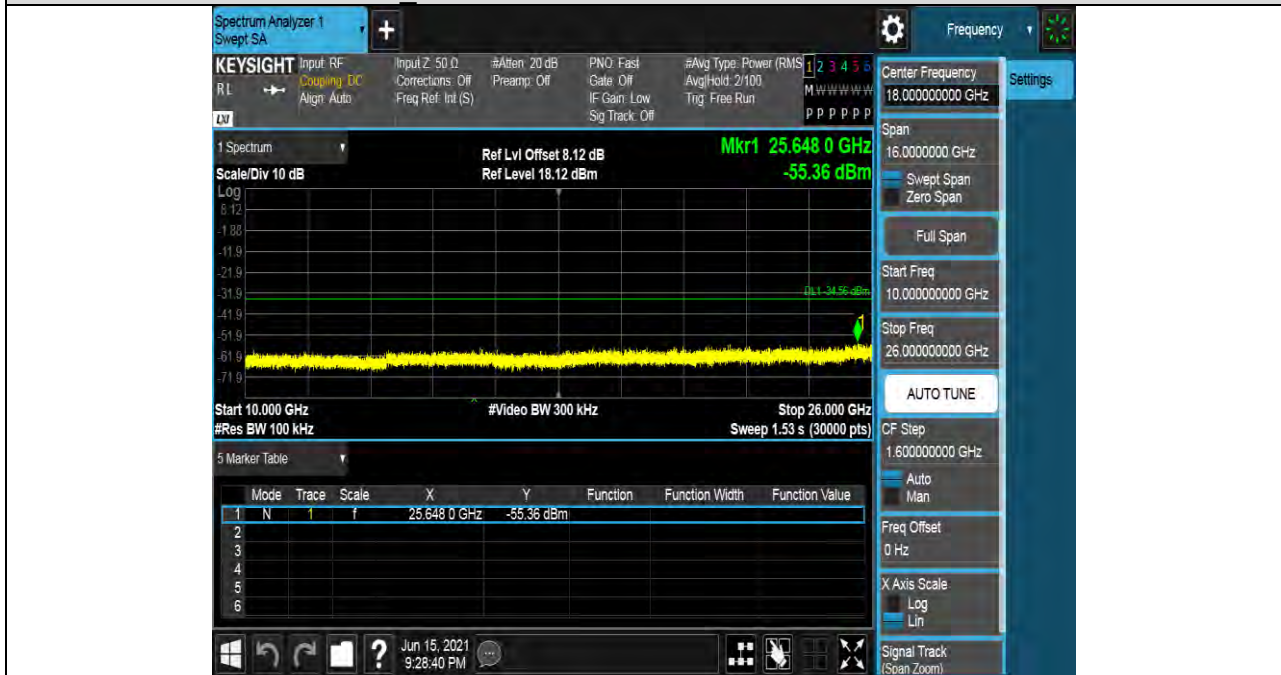 Spectrum Analyzer 1
Swept SA
+
Frequency
KEYSIGHT
Input: RF
Input Z: 50 Ω
#Atten: 20 dB
PNO: Fast
#Avg Type: Power (RMS
1 2 3 4 5 6
R L
Coupling: DC
Corrections: Off
Preamp: Off
Gate: Off
Avg|Hold: 2/100
M W W W W W
Align: Auto
Freq Ref: Int (S)
IF Gain: Low
Trig: Free Run
Sig Track: Off
P P P P P P
LXI
Center Frequency
18.000000000 GHz
Settings
1 Spectrum
Ref Lvl Offset 8.12 dB
Mkr1 25.648 0 GHz
Scale/Div 10 dB
Ref Level 18.12 dBm
-55.36 dBm
Log
8.12
-1.88
-11.9
-21.9
-31.9
DL1 -34.56 dBm
-41.9
-51.9
1
-61.9
-71.9
Start 10.000 GHz
#Video BW 300 kHz
Stop 26.000 GHz
#Res BW 100 kHz
Sweep 1.53 s (30000 pts)
Span
16.0000000 GHz
Swept Span
Zero Span
Full Span
Start Freq
10.000000000 GHz
Stop Freq
26.000000000 GHz
AUTO TUNE
CF Step
1.600000000 GHz
Auto
Man
Freq Offset
0 Hz
X Axis Scale
Log
Lin
Signal Track
(Span Zoom)
5 Marker Table
Mode Trace Scale X Y Function Function Width Function Value
1 N 1 f 25.648 0 GHz -55.36 dBm
2
3
4
5
6
?
Jun 15, 2021
9:28:40 PM